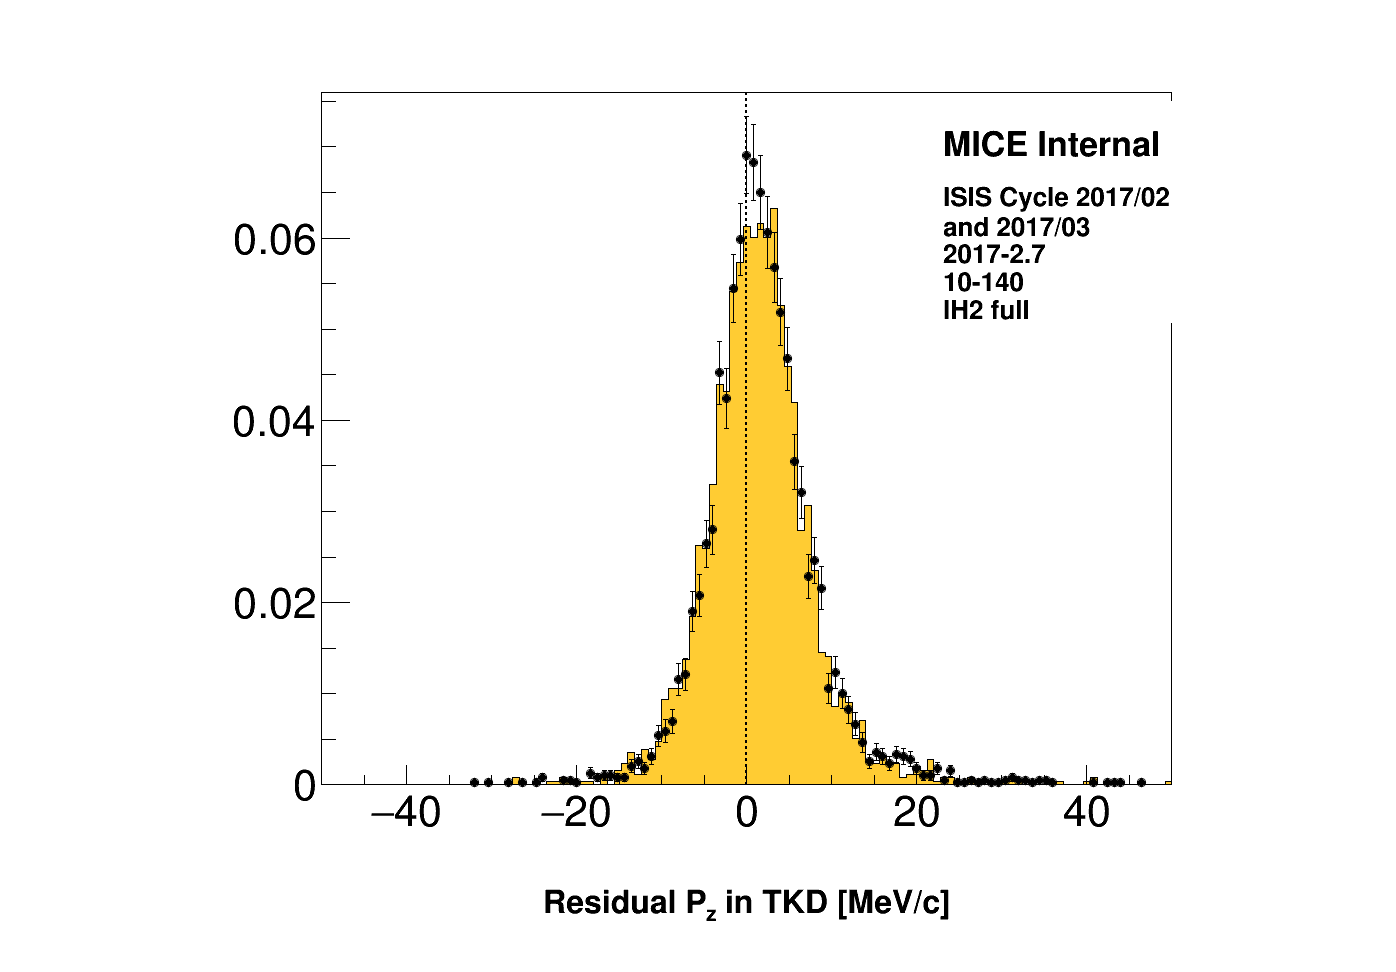 MICE Internal
ISIS Cycle 2017/02
and 2017/03
2017-2.7
10-140
IH2 full
0.06
0.04
0.02
0
−40 −20 0 20 40
Residual Pz in TKD [MeV/c]